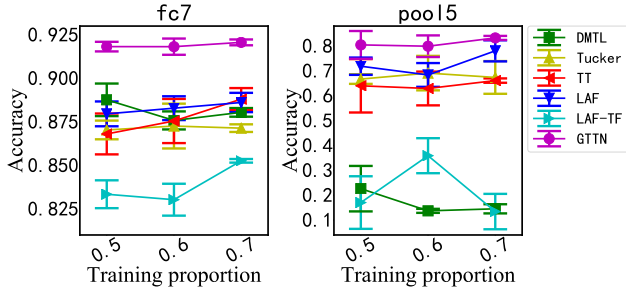 fc7
0.925
0.900
0.875
0.850
0.825
Accuracy
0.5
0.6
0.7
Training proportion
pool5
0.8
0.7
0.6
0.5
0.4
0.3
0.2
0.1
Accuracy
0.5
0.6
0.7
Training proportion
DMTL
Tucker
TT
LAF
LAF-TF
GTTN